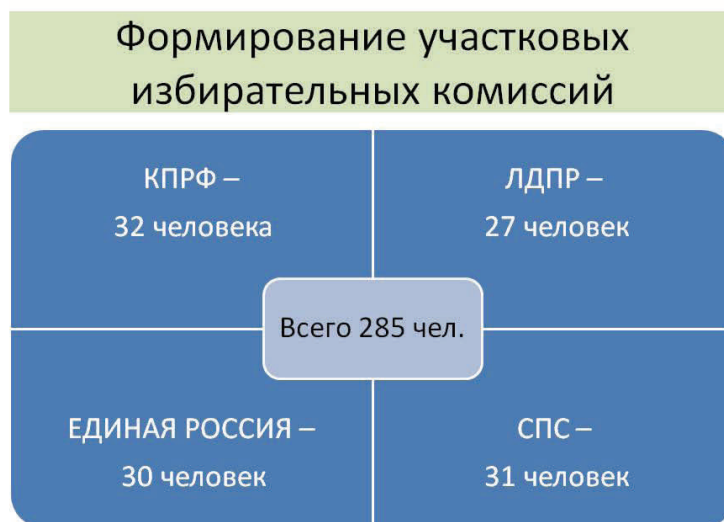 Формирование участковых
избирательных комиссий
КПРФ –
32 человека
ЛДПР –
27 человек
Всего 285 чел.
ЕДИНАЯ РОССИЯ –
30 человек
СПС –
31 человек